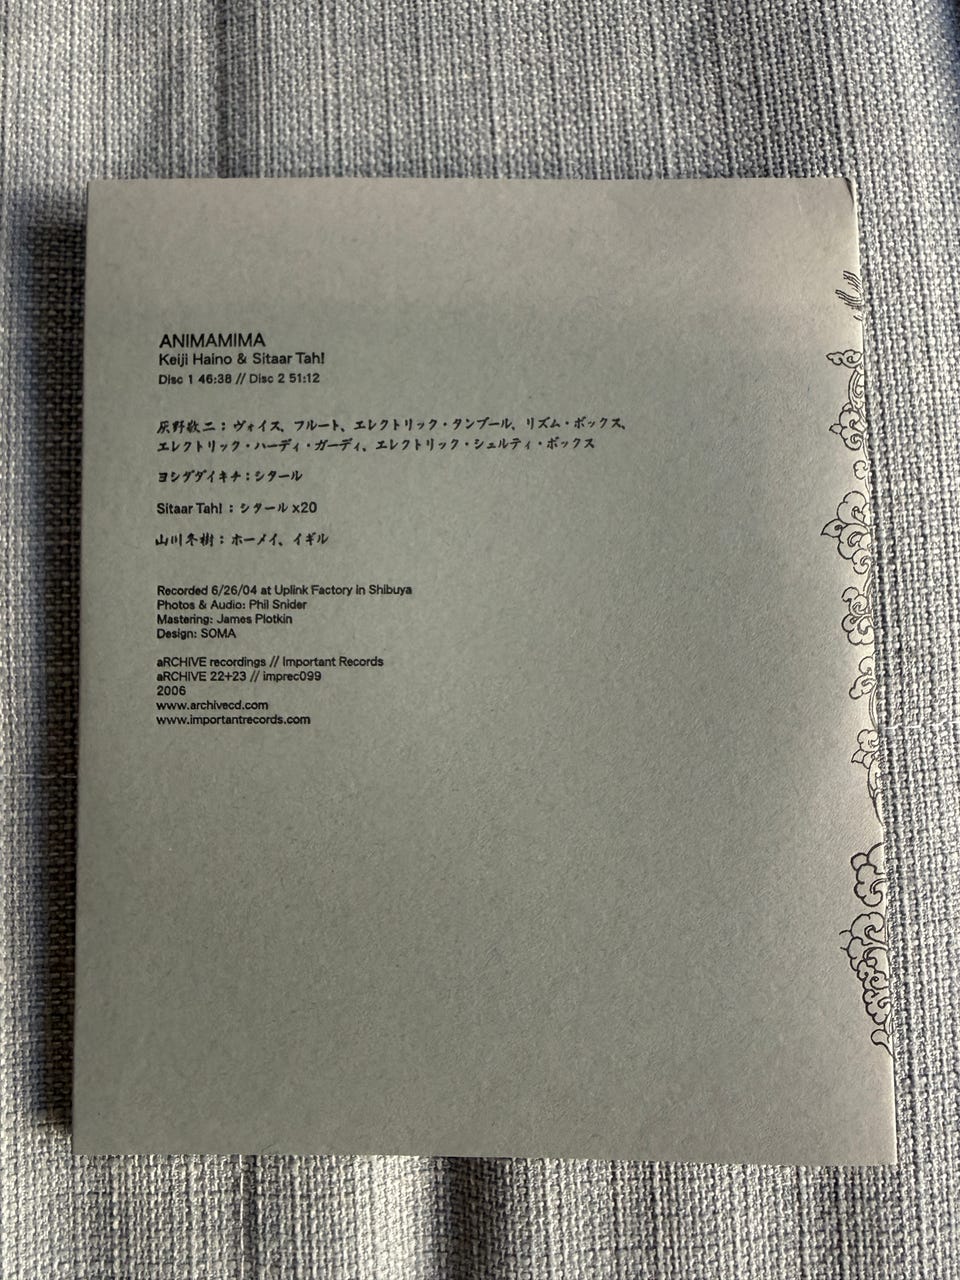 ANIMAMIMA
Keiji Haino & Sitaar Tah!
Disc 1 46:38 // Disc 2 51:12
灰野敬二：ヴォイス、フルート、エレクトリック・タンブール、リズム・ボックス、
エレクトリック・ハーディ・ガーディ、エレクトリック・シュルティ・ボックス
ヨシダダイキチ：シタール
Sitaar Tah!：シタール x20
山川冬樹：ホーメイ、イギル
Recorded 6/26/04 at Uplink Factory in Shibuya
Photos & Audio: Phil Snider
Mastering: James Plotkin
Design: SOMA
aRCHIVE recordings // Important Records
aRCHIVE 22+23 // imprec099
2006
www.archivecd.com
www.importantrecords.com